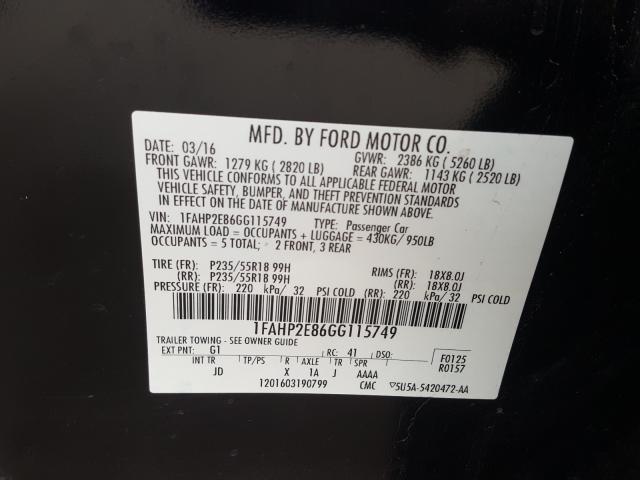 MFD. BY FORD MOTOR CO.
DATE: 03/16 GVWR: 2386 KG ( 5260 LB)
FRONT GAWR: 1279 KG ( 2820 LB) REAR GAWR: 1143 KG ( 2520 LB)
THIS VEHICLE CONFORMS TO ALL APPLICABLE FEDERAL MOTOR
VEHICLE SAFETY, BUMPER, AND THEFT PREVENTION STANDARDS
IN EFFECT ON THE DATE OF MANUFACTURE SHOWN ABOVE.
VIN: 1FAHP2E86GG115749 TYPE: Passenger Car
MAXIMUM LOAD = OCCUPANTS + LUGGAGE = 430KG/ 950LB
OCCUPANTS = 5 TOTAL; 2 FRONT, 3 REAR
TIRE (FR): P235/55R18 99H RIMS (FR): 18X8.0J
(RR): P235/55R18 99H (RR): 18X8.0J
PRESSURE (FR): 220 kPa/ 32 PSI COLD (RR): 220 kPa/ 32 PSI COLD
1FAHP2E86GG115749
TRAILER TOWING - SEE OWNER GUIDE
EXT PNT: G1 RC: 41 DSO: F0125
INT TR TP/PS R AXLE TR SPR R0157
JD X 1A J AAAA
1201603190799 CMC 5U5A-5420472-AA